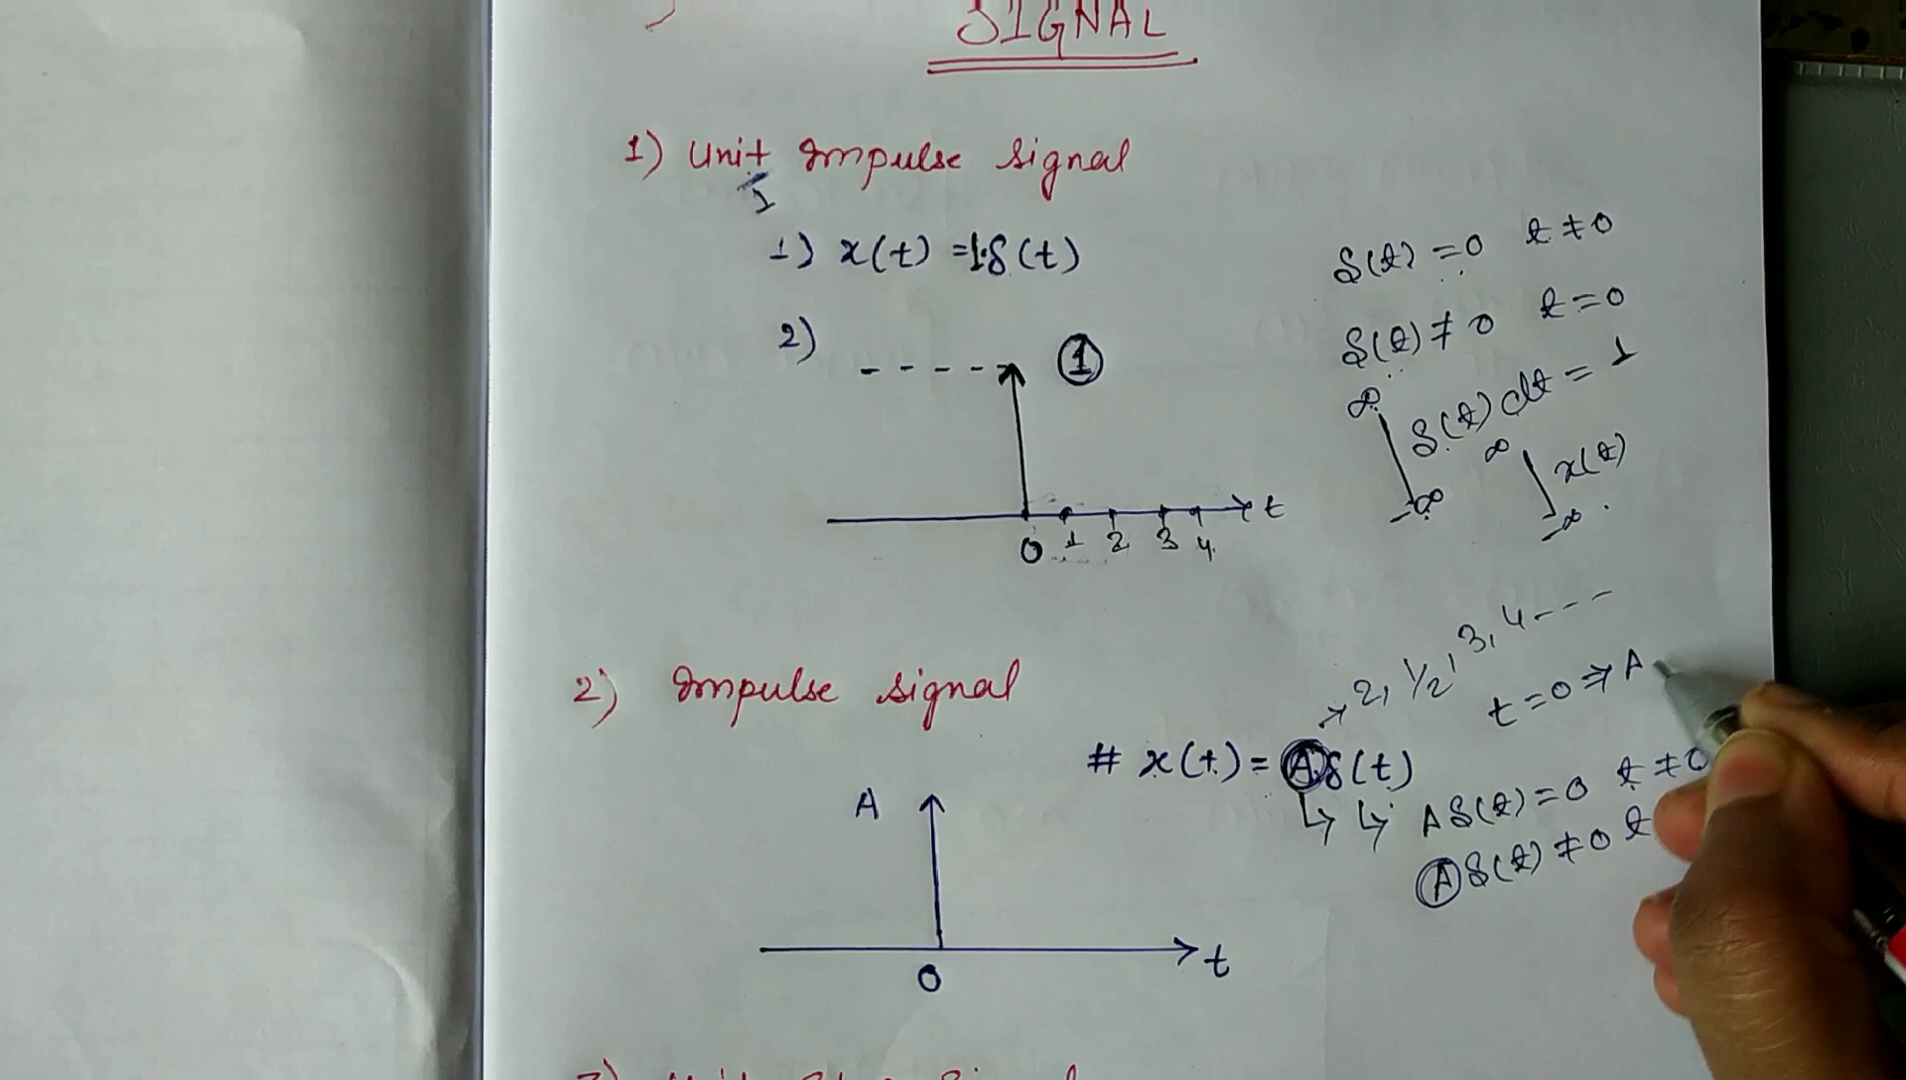 SIGNAL
1) Unit Impulse Signal
1
1) x(t) = 1·δ(t)
δ(t) = 0 t ≠ 0
2)
1
δ(t) ≠ 0 t = 0
∞
∫ δ(t) dt = 1
-∞
∞
∫ x(t)
-∞
t
0 1 2 3 4
2) Impulse Signal
→ 2, 1/2, 3, 4 - - -
t = 0 ⇒ A
# x(t) = A δ(t)
A
↳ ↳ A δ(t) = 0 t ≠ 0
A δ(t) ≠ 0 t
t
0